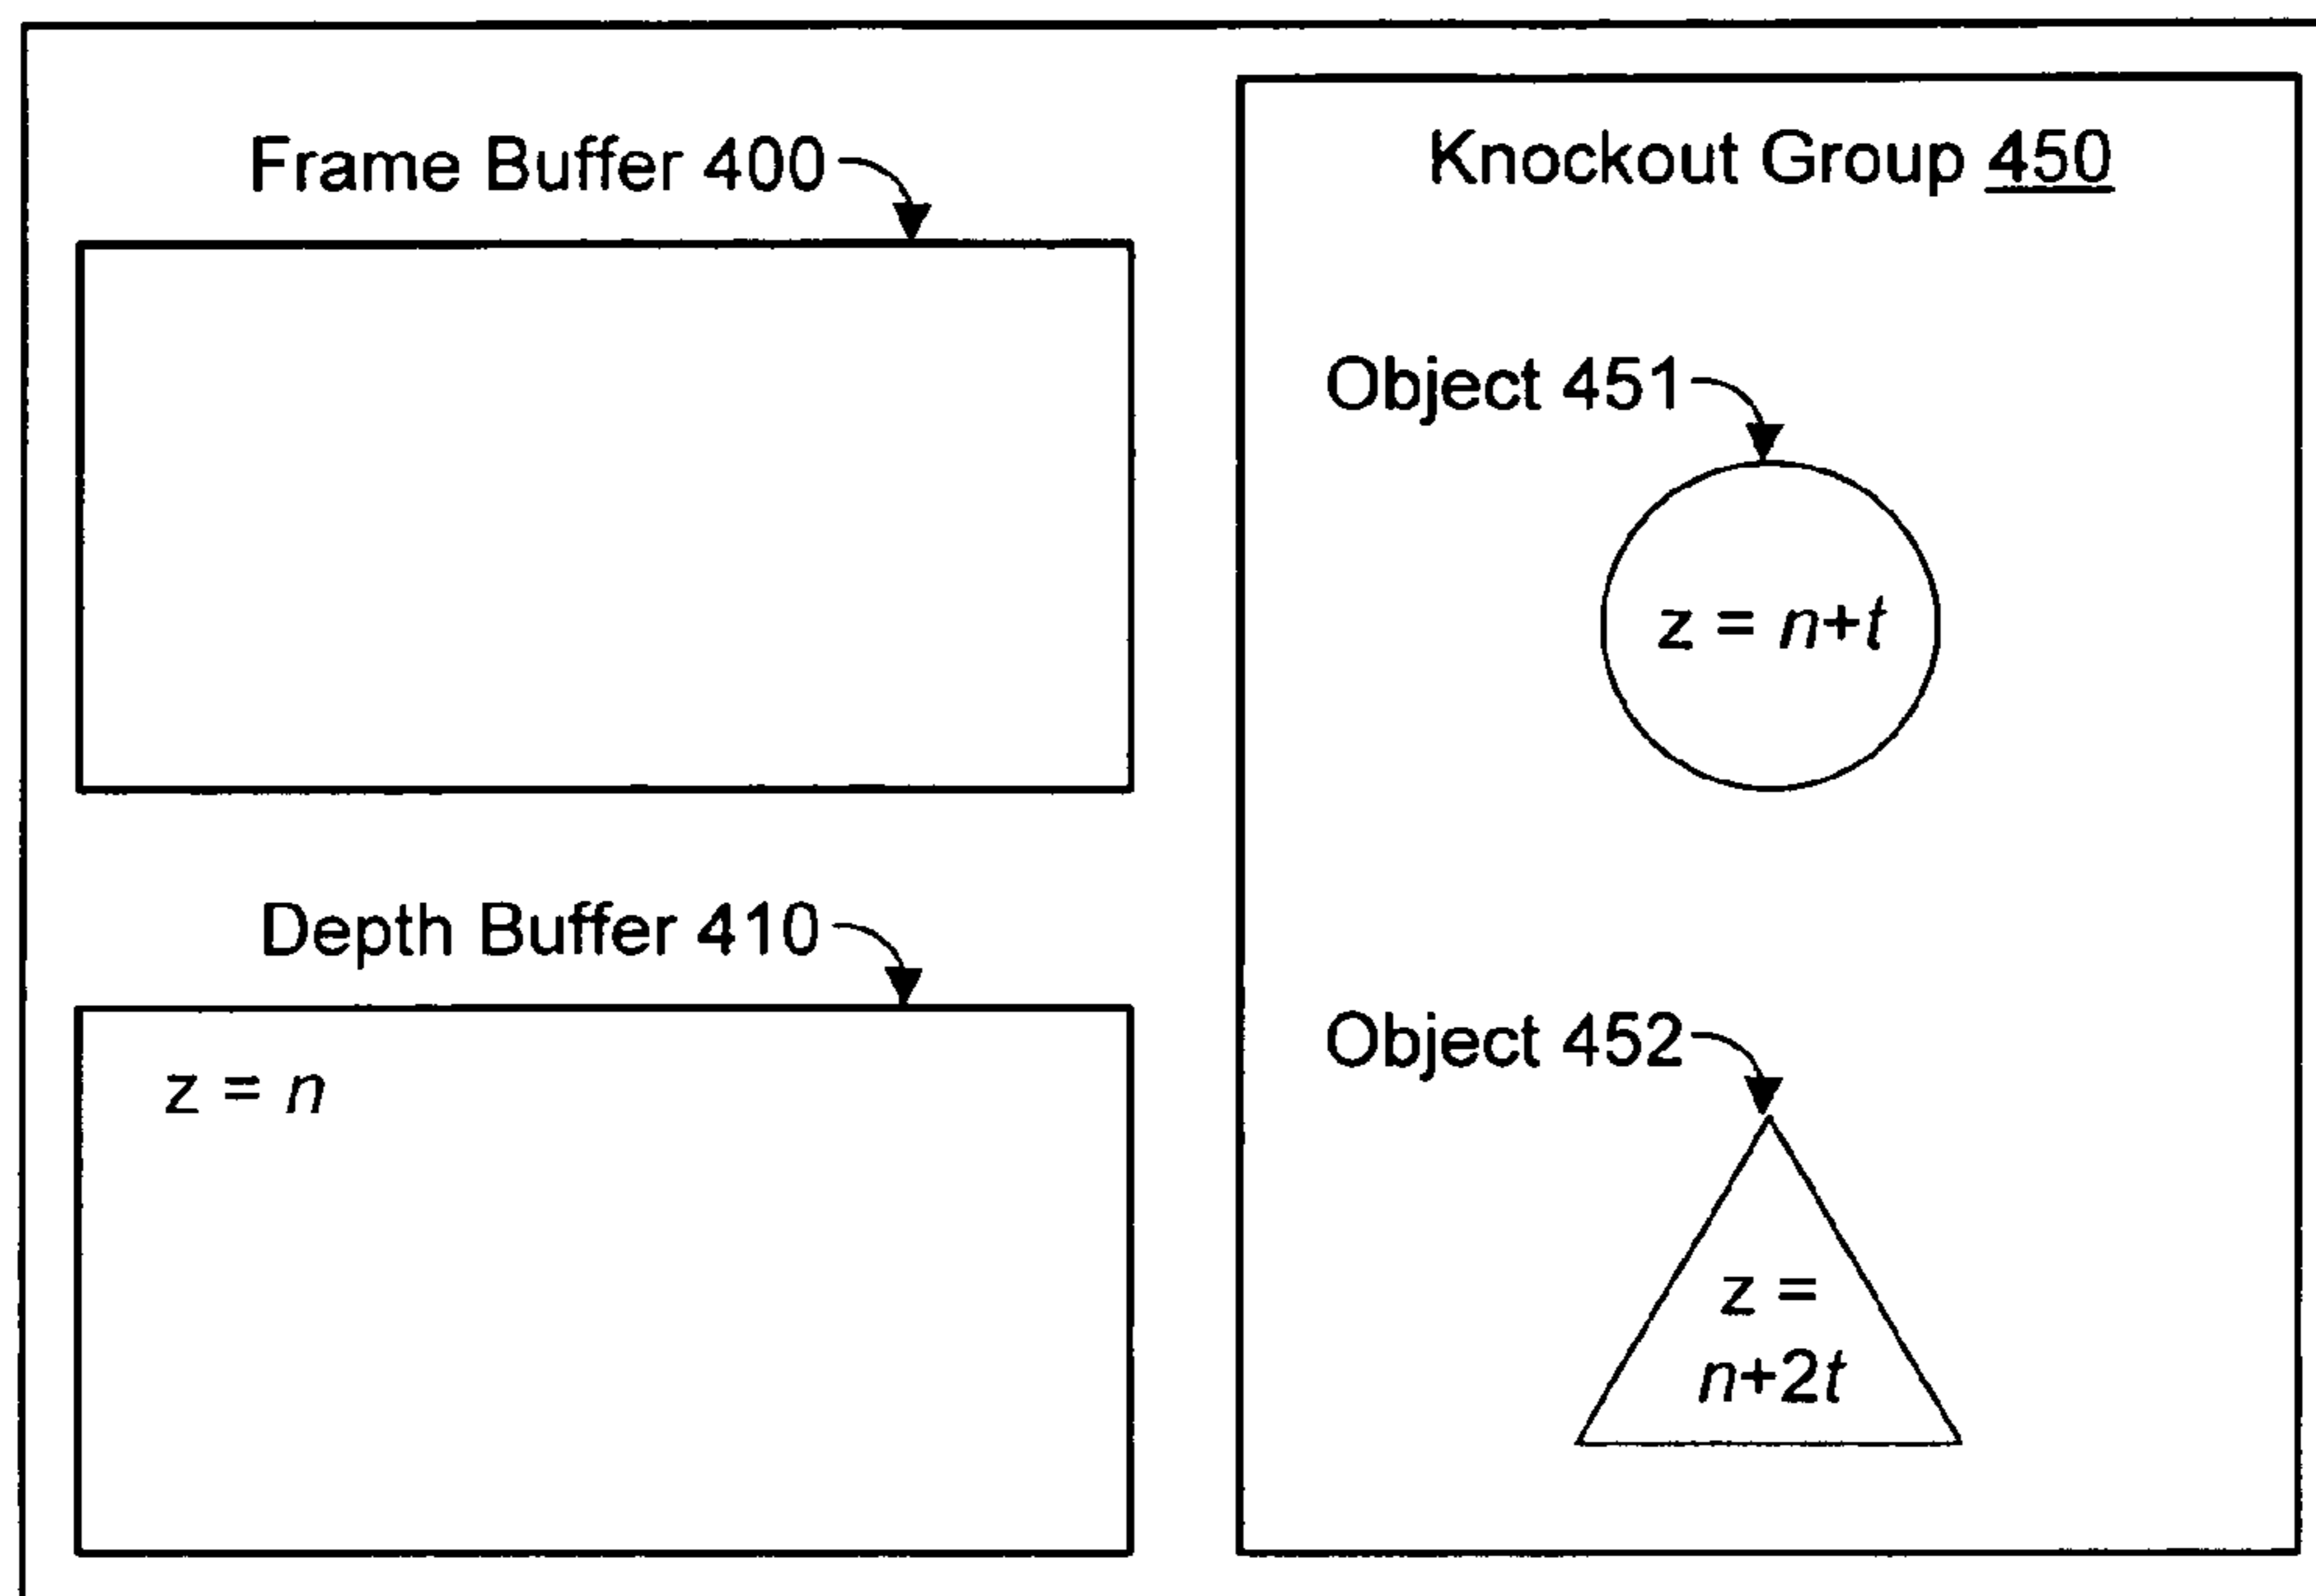 Frame Buffer 400
Depth Buffer 410
z = n
Knockout Group 450
Object 451
z = n+t
Object 452
z =
n+2t